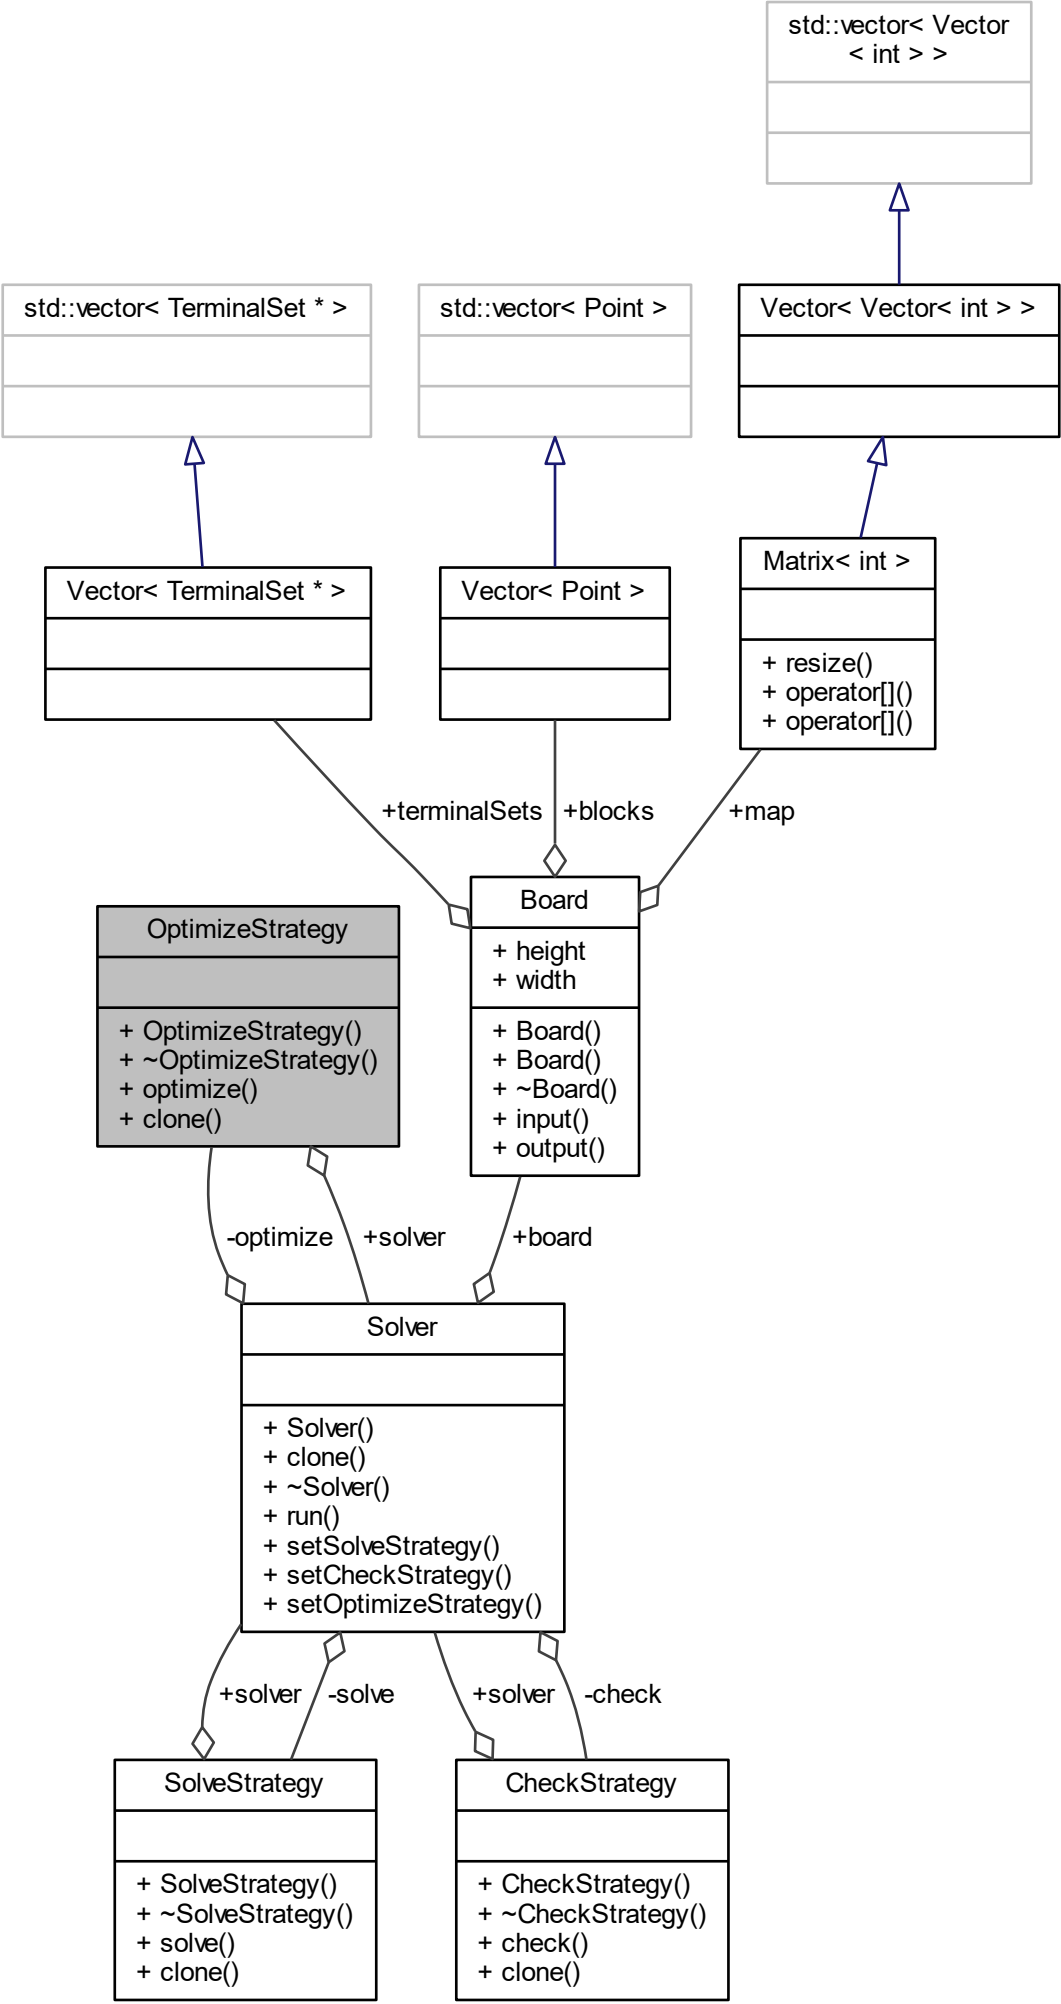 std::vector< Vector
< int > >
std::vector< TerminalSet * >
std::vector< Point >
Vector< Vector< int > >
Vector< TerminalSet * >
Vector< Point >
Matrix< int >
+ resize()
+ operator[]()
+ operator[]()
+terminalSets
+blocks
+map
OptimizeStrategy
+ OptimizeStrategy()
+ ~OptimizeStrategy()
+ optimize()
+ clone()
Board
+ height
+ width
+ Board()
+ Board()
+ ~Board()
+ input()
+ output()
-optimize
+solver
+board
Solver
+ Solver()
+ clone()
+ ~Solver()
+ run()
+ setSolveStrategy()
+ setCheckStrategy()
+ setOptimizeStrategy()
+solver
-solve
+solver
-check
SolveStrategy
+ SolveStrategy()
+ ~SolveStrategy()
+ solve()
+ clone()
CheckStrategy
+ CheckStrategy()
+ ~CheckStrategy()
+ check()
+ clone()